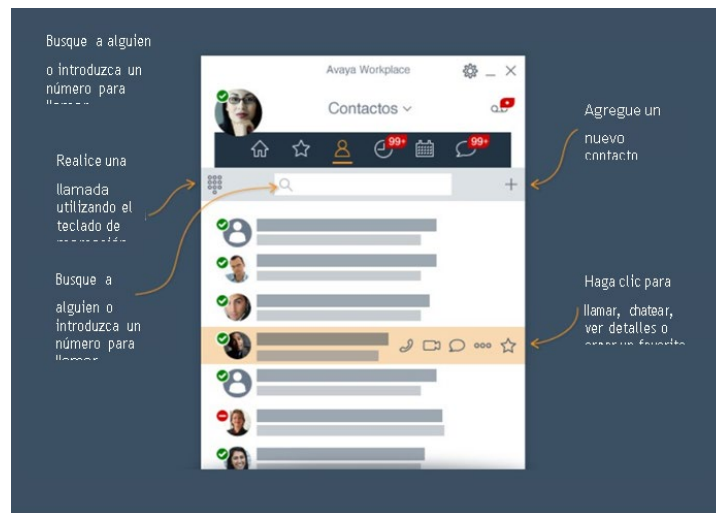 Busque a alguien
o introduzca un
número para
Avaya Workplace
Contactos
99+
99+
Realice una
llamada
utilizando el
teclado de
Busque a
alguien o
introduzca un
número para
Agregue un
nuevo
contacto
Haga clic para
llamar, chatear,
ver detalles o